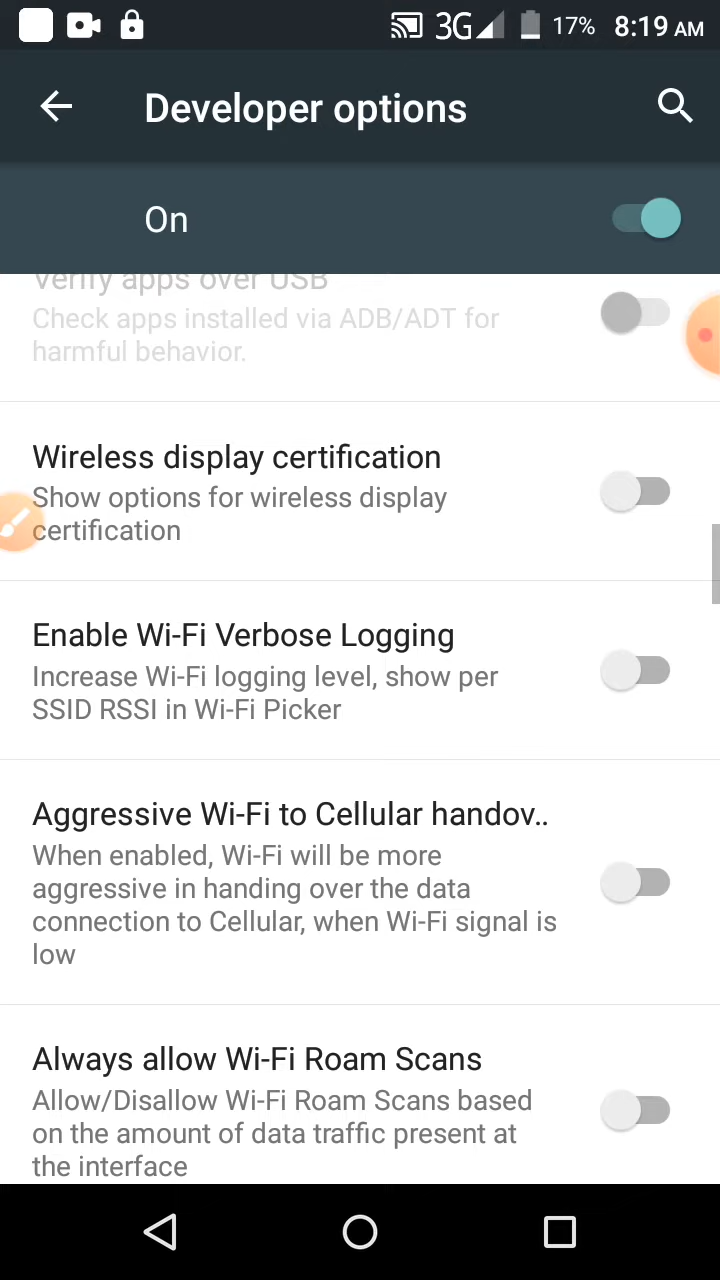 3G 17% 8:19 AM
Developer options
On
Verify apps over USB
Check apps installed via ADB/ADT for
harmful behavior.
Wireless display certification
Show options for wireless display
certification
Enable Wi-Fi Verbose Logging
Increase Wi-Fi logging level, show per
SSID RSSI in Wi-Fi Picker
Aggressive Wi-Fi to Cellular handov..
When enabled, Wi-Fi will be more
aggressive in handing over the data
connection to Cellular, when Wi-Fi signal is
low
Always allow Wi-Fi Roam Scans
Allow/Disallow Wi-Fi Roam Scans based
on the amount of data traffic present at
the interface